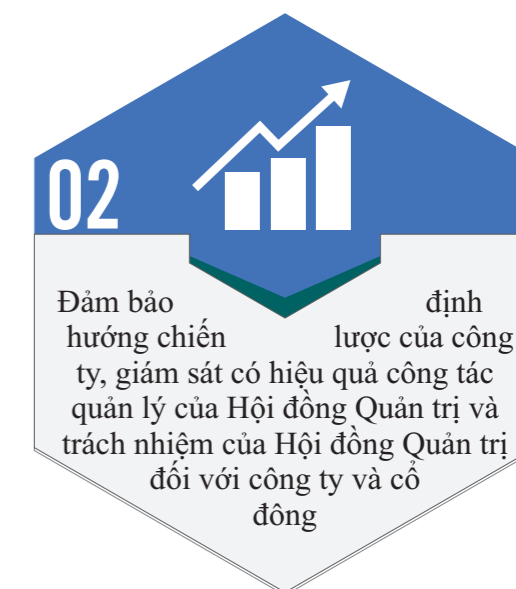 02
Đảm bảo định
hướng chiến lược của công
ty, giám sát có hiệu quả công tác
quản lý của Hội đồng Quản trị và
trách nhiệm của Hội đồng Quản trị
đối với công ty và cổ
đông